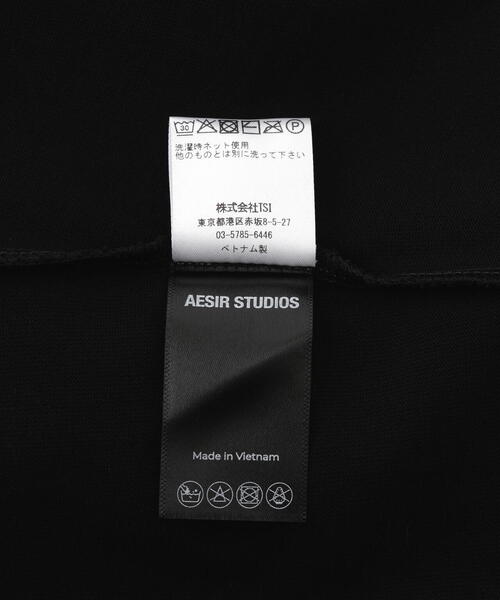 30 P
洗濯時ネット使用
他のものとは別に洗って下さい
株式会社TSI
東京都港区赤坂8-5-27
03-5785-6446
ベトナム製
AESIR STUDIOS
Made in Vietnam